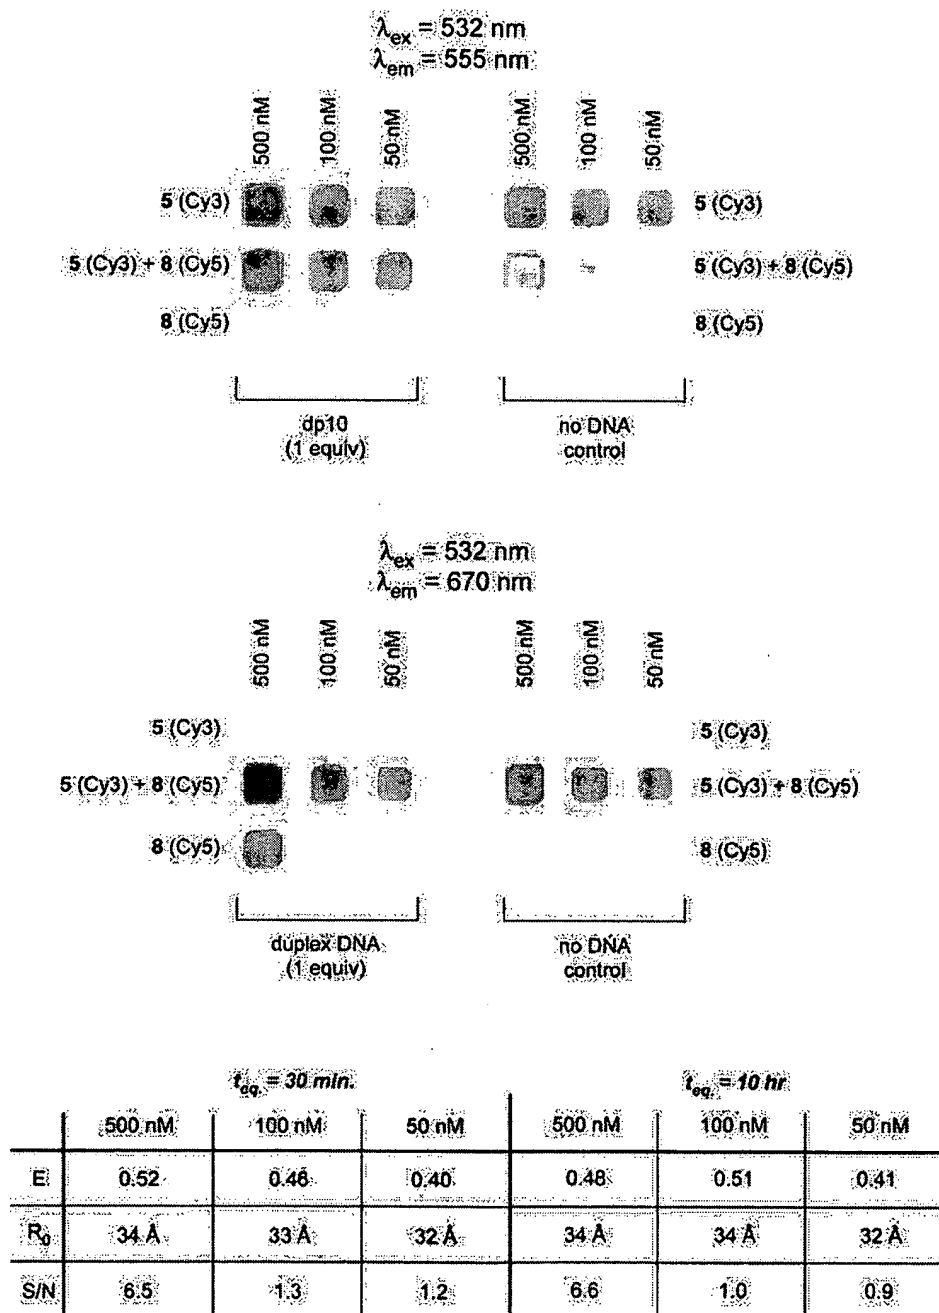 λex = 532 nm
λem = 555 nm
500 nM 100 nM 50 nM 500 nM 100 nM 50 nM
5 (Cy3) 5 (Cy3)
5 (Cy3) + 8 (Cy5) 5 (Cy3) + 8 (Cy5)
8 (Cy5) 8 (Cy5)
dp10 no DNA
(1 equiv) control
λex = 532 nm
λem = 670 nm
500 nM 100 nM 50 nM 500 nM 100 nM 50 nM
5 (Cy3) 5 (Cy3)
5 (Cy3) + 8 (Cy5) 5 (Cy3) + 8 (Cy5)
8 (Cy5) 8 (Cy5)
duplex DNA no DNA
(1 equiv) control
teq. = 30 min. teq. = 10 hr
500 nM 100 nM 50 nM 500 nM 100 nM 50 nM
E 0.52 0.46 0.40 0.48 0.51 0.41
R0 34 Å 33 Å 32 Å 34 Å 34 Å 32 Å
S/N 6.5 1.3 1.2 6.6 1.0 0.9